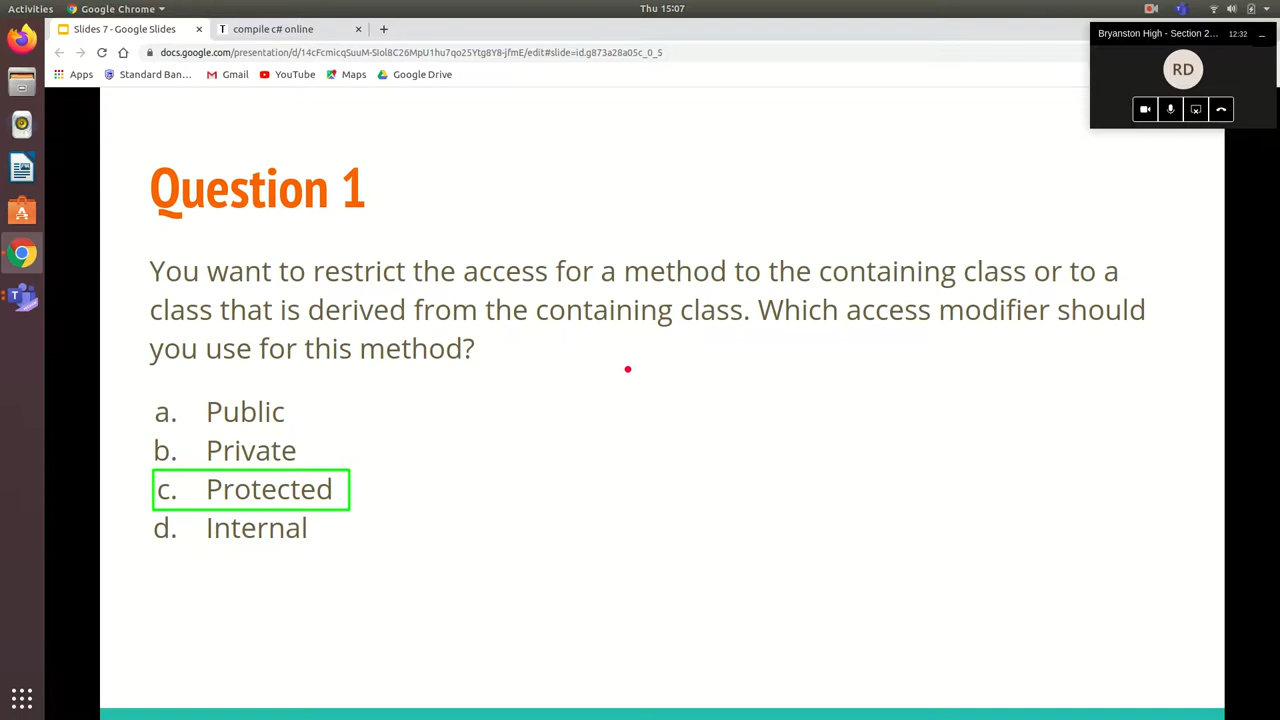 Activities
Google Chrome
Thu 15:07
Slides 7 - Google Slides
compile c# online
docs.google.com/presentation/d/14cFcmicqSuuM-SIol8C26MpU1hu7qo25Ytg8Y8-jfmE/edit#slide=id.g873a28a05c_0_5
Apps
Standard Ban...
Gmail
YouTube
Maps
Google Drive
Bryanston High - Section 2...
12:32
RD
Question 1
You want to restrict the access for a method to the containing class or to a
class that is derived from the containing class. Which access modifier should
you use for this method?
a. Public
b. Private
c. Protected
d. Internal